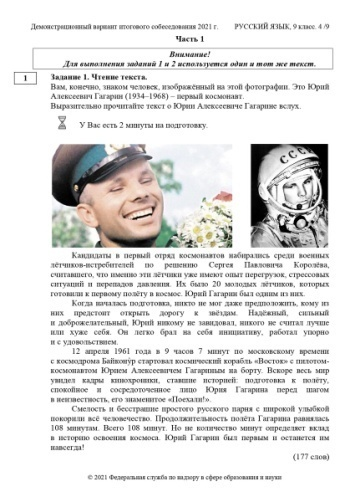 Демонстрационный вариант итогового собеседования 2021 г. РУССКИЙ ЯЗЫК, 9 класс. 4 /9
Часть 1
Внимание!
Для выполнения заданий 1 и 2 используется один и тот же текст.
1
Задание 1. Чтение текста.
Вам, конечно, знаком человек, изображённый на этой фотографии. Это Юрий
Алексеевич Гагарин (1934–1968) – первый космонавт.
Выразительно прочитайте текст о Юрии Алексеевиче Гагарине вслух.
У Вас есть 2 минуты на подготовку.
СССР
Кандидаты в первый отряд космонавтов набирались среди военных
лётчиков-истребителей по решению Сергея Павловича Королёва,
считавшего, что именно эти лётчики уже имеют опыт перегрузок, стрессовых
ситуаций и перепадов давления. Их было 20 молодых лётчиков, которых
готовили к первому полёту в космос. Юрий Гагарин был одним из них.
Когда началась подготовка, никто не мог даже предположить, кому из
них предстоит открыть дорогу к звёздам. Надёжный, сильный
и доброжелательный, Юрий никому не завидовал, никого не считал лучше
или хуже себя. Он легко брал на себя инициативу, работал упорно
и с удовольствием.
12 апреля 1961 года в 9 часов 7 минут по московскому времени
с космодрома Байконур стартовал космический корабль «Восток» с пилотом-
космонавтом Юрием Алексеевичем Гагариным на борту. Вскоре весь мир
увидел кадры кинохроники, ставшие историей: подготовка к полёту,
спокойное и сосредоточенное лицо Юрия Гагарина перед шагом
в неизвестность, его знаменитое «Поехали!».
Смелость и бесстрашие простого русского парня с широкой улыбкой
покорили всё человечество. Продолжительность полёта Гагарина равнялась
108 минутам. Всего 108 минут. Но не количество минут определяет вклад
в историю освоения космоса. Юрий Гагарин был первым и останется им
навсегда!
(177 слов)
© 2021 Федеральная служба по надзору в сфере образования и науки